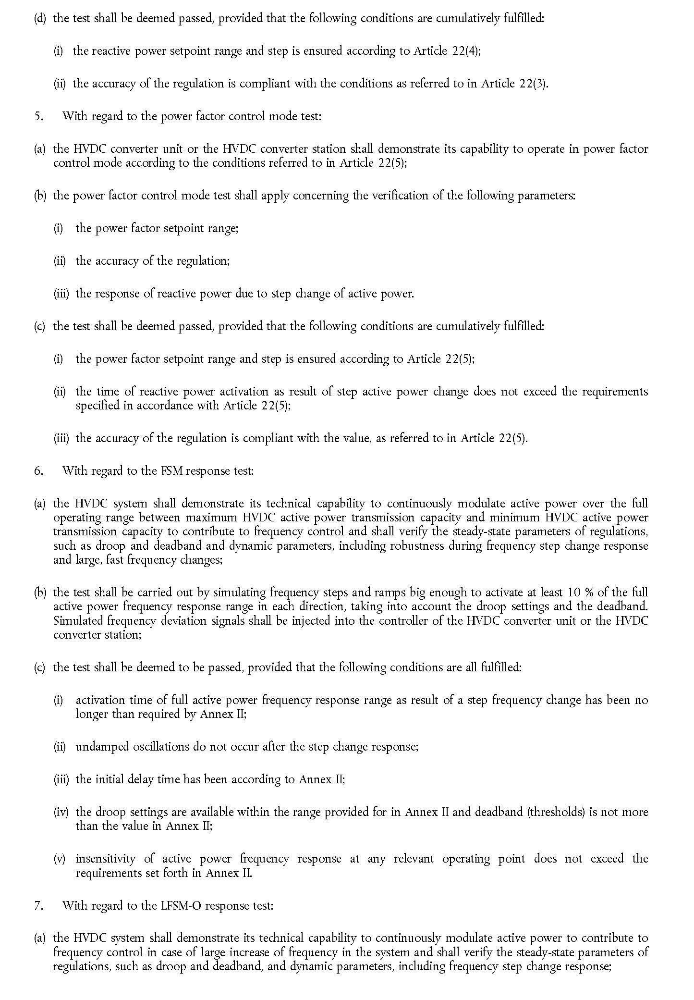 (d) the test shall be deemed passed, provided that the following conditions are cumulatively fulfilled:
(i) the reactive power setpoint range and step is ensured according to Article 22(4);
(ii) the accuracy of the regulation is compliant with the conditions as referred to in Article 22(3).
5. With regard to the power factor control mode test:
(a) the HVDC converter unit or the HVDC converter station shall demonstrate its capability to operate in power factor
control mode according to the conditions referred to in Article 22(5);
(b) the power factor control mode test shall apply concerning the verification of the following parameters:
(i) the power factor setpoint range;
(ii) the accuracy of the regulation;
(iii) the response of reactive power due to step change of active power.
(c) the test shall be deemed passed, provided that the following conditions are cumulatively fulfilled:
(i) the power factor setpoint range and step is ensured according to Article 22(5);
(ii) the time of reactive power activation as result of step active power change does not exceed the requirements
specified in accordance with Article 22(5);
(iii) the accuracy of the regulation is compliant with the value, as referred to in Article 22(5).
6. With regard to the FSM response test:
(a) the HVDC system shall demonstrate its technical capability to continuously modulate active power over the full
operating range between maximum HVDC active power transmission capacity and minimum HVDC active power
transmission capacity to contribute to frequency control and shall verify the steady-state parameters of regulations,
such as droop and deadband and dynamic parameters, including robustness during frequency step change response
and large, fast frequency changes;
(b) the test shall be carried out by simulating frequency steps and ramps big enough to activate at least 10 % of the full
active power frequency response range in each direction, taking into account the droop settings and the deadband.
Simulated frequency deviation signals shall be injected into the controller of the HVDC converter unit or the HVDC
converter station;
(c) the test shall be deemed to be passed, provided that the following conditions are all fulfilled:
(i) activation time of full active power frequency response range as result of a step frequency change has been no
longer than required by Annex II;
(ii) undamped oscillations do not occur after the step change response;
(iii) the initial delay time has been according to Annex II;
(iv) the droop settings are available within the range provided for in Annex II and deadband (thresholds) is not more
than the value in Annex II;
(v) insensitivity of active power frequency response at any relevant operating point does not exceed the
requirements set forth in Annex II.
7. With regard to the LFSM-O response test:
(a) the HVDC system shall demonstrate its technical capability to continuously modulate active power to contribute to
frequency control in case of large increase of frequency in the system and shall verify the steady-state parameters of
regulations, such as droop and deadband, and dynamic parameters, including frequency step change response;